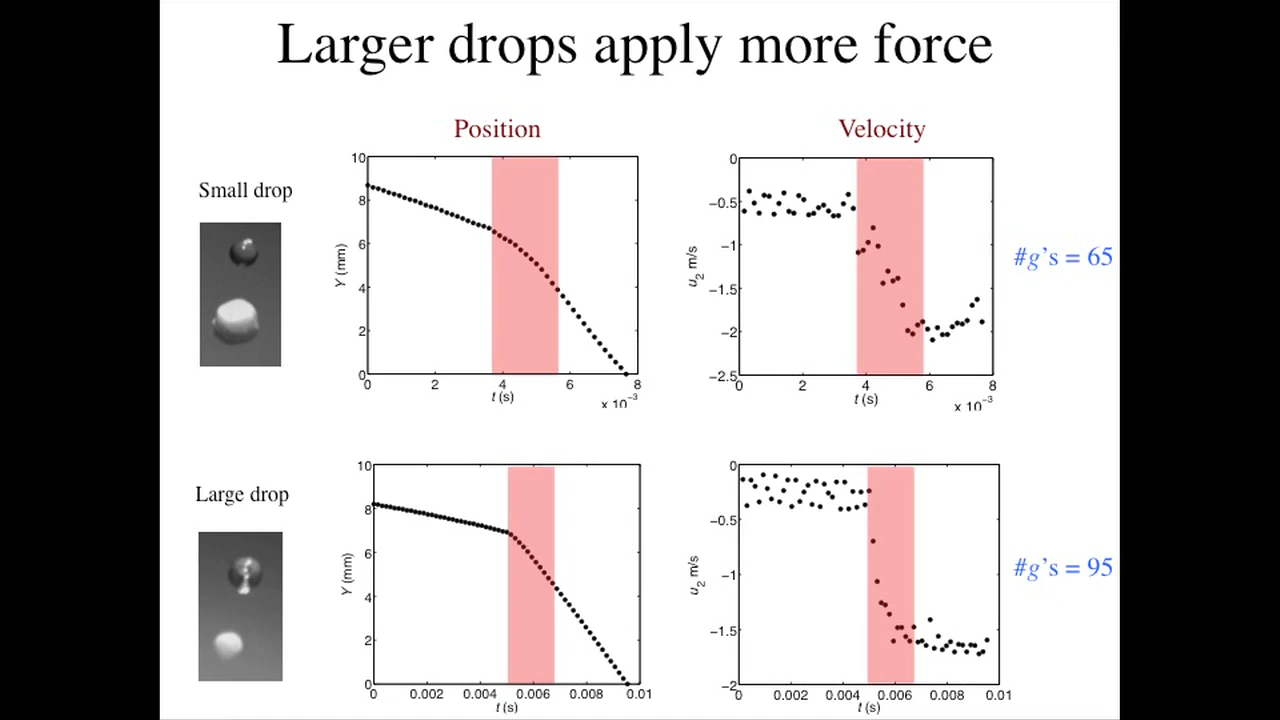 Larger drops apply more force
Position
Velocity
Small drop
10
8
6
4
2
0
Y (mm)
0 2 4 6 8
t (s)
x 10⁻³
0
−0.5
−1
−1.5
−2
−2.5
u₂ m/s
0 2 4 6 8
t (s)
x 10⁻³
#g's = 65
Large drop
10
8
6
4
2
0
Y (mm)
0 0.002 0.004 0.006 0.008 0.01
t (s)
0
−0.5
−1
−1.5
−2
u₂ m/s
0 0.002 0.004 0.006 0.008 0.01
t (s)
#g's = 95